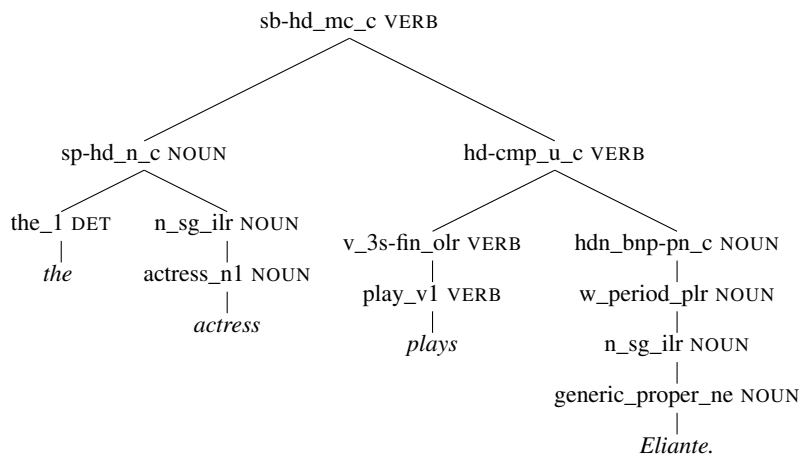 sb-hd_mc_c VERB
sp-hd_n_c NOUN hd-cmp_u_c VERB
the_1 DET n_sg_ilr NOUN v_3s-fin_olr VERB hdn_bnp-pn_c NOUN
the actress_n1 NOUN play_v1 VERB w_period_plr NOUN
actress plays n_sg_ilr NOUN
generic_proper_ne NOUN
Eliante.